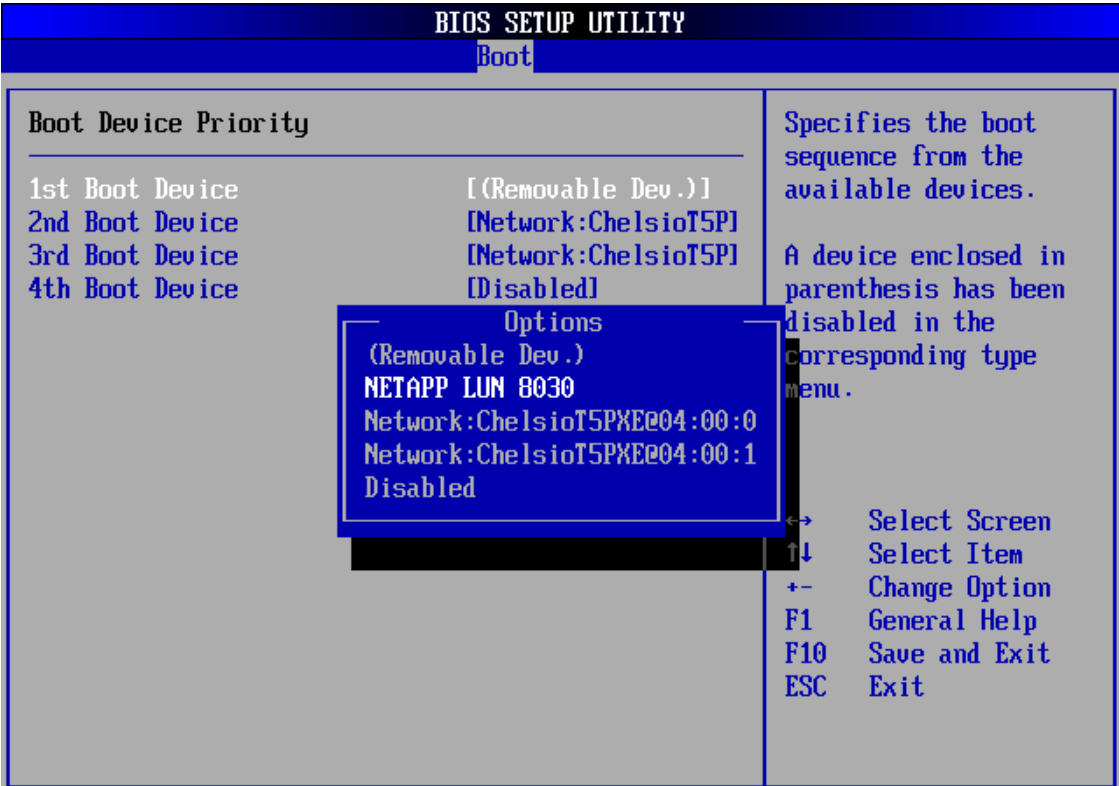 BIOS SETUP UTILITY
Boot
Boot Device Priority
1st Boot Device [(Removable Dev.)]
2nd Boot Device [Network:ChelsioT5P]
3rd Boot Device [Network:ChelsioT5P]
4th Boot Device [Disabled]
Options
(Removable Dev.)
NETAPP LUN 8030
Network:ChelsioT5PXE@04:00:0
Network:ChelsioT5PXE@04:00:1
Disabled
Specifies the boot
sequence from the
available devices.
A device enclosed in
parenthesis has been
disabled in the
corresponding type
menu.
←→ Select Screen
↑↓ Select Item
+- Change Option
F1 General Help
F10 Save and Exit
ESC Exit